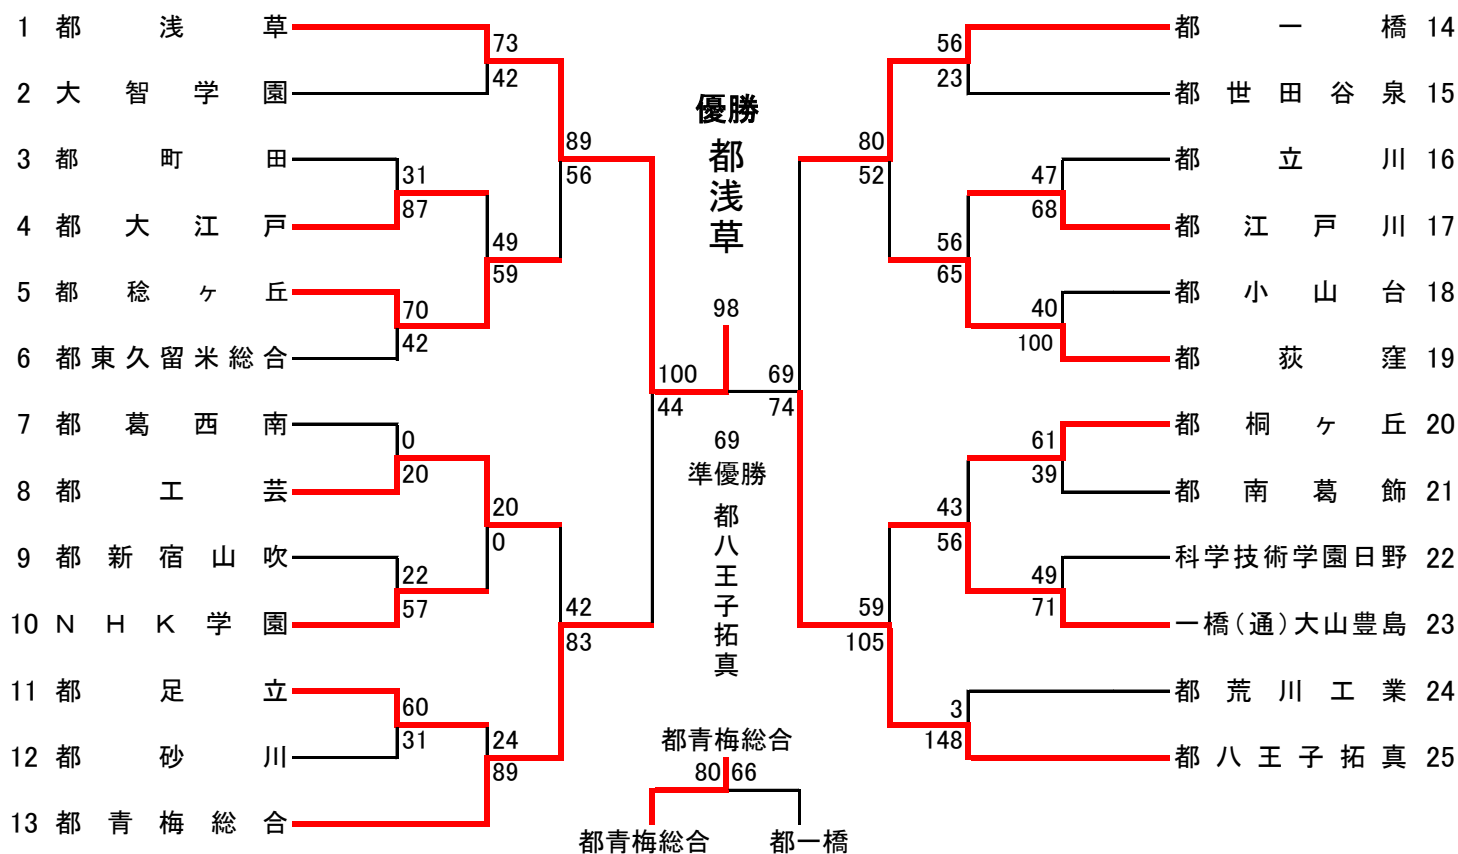 1 都浅草
73
42
2 大智学園
3 都町田
31
87
4 都大江戸
89
56
49
59
5 都稔ヶ丘
70
42
6 都東久留米総合
7 都葛西南
0
20
8 都工芸
20
0
9 都新宿山吹
22
57
10 NHK学園
42
83
11 都足立
60
31
12 都砂川
24
89
13 都青梅総合
100
44
優勝
都浅草
98
69
準優勝
都八王子拓真
69
74
都一橋 14
56
23
都世田谷泉 15
80
52
都立川 16
47
68
都江戸川 17
56
65
都小山台 18
40
100
都荻窪 19
都桐ヶ丘 20
61
39
都南葛飾 21
43
56
科学技術学園日野 22
49
71
一橋(通)大山豊島 23
59
105
都荒川工業 24
3
148
都八王子拓真 25
都青梅総合
80 66
都青梅総合 都一橋